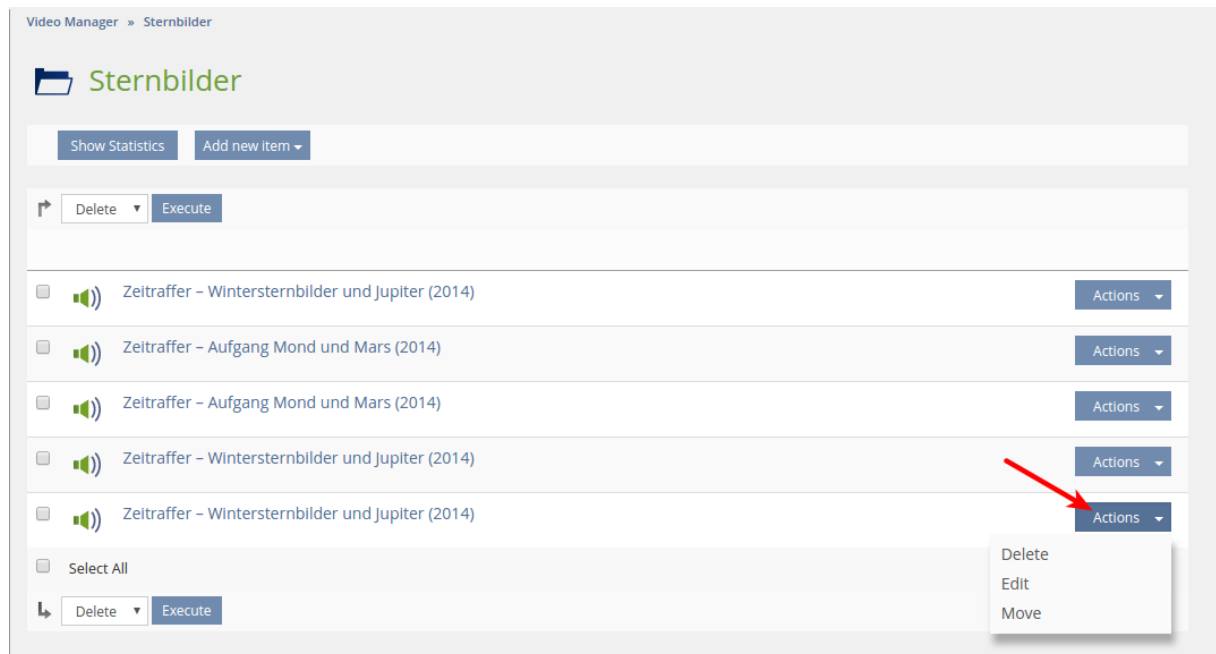 Video Manager » Sternbilder
Sternbilder
Show Statistics Add new item
Delete Execute
Zeitraffer – Wintersternbilder und Jupiter (2014) Actions
Zeitraffer – Aufgang Mond und Mars (2014) Actions
Zeitraffer – Aufgang Mond und Mars (2014) Actions
Zeitraffer – Wintersternbilder und Jupiter (2014) Actions
Zeitraffer – Wintersternbilder und Jupiter (2014) Actions
Delete
Edit
Move
Select All
Delete Execute